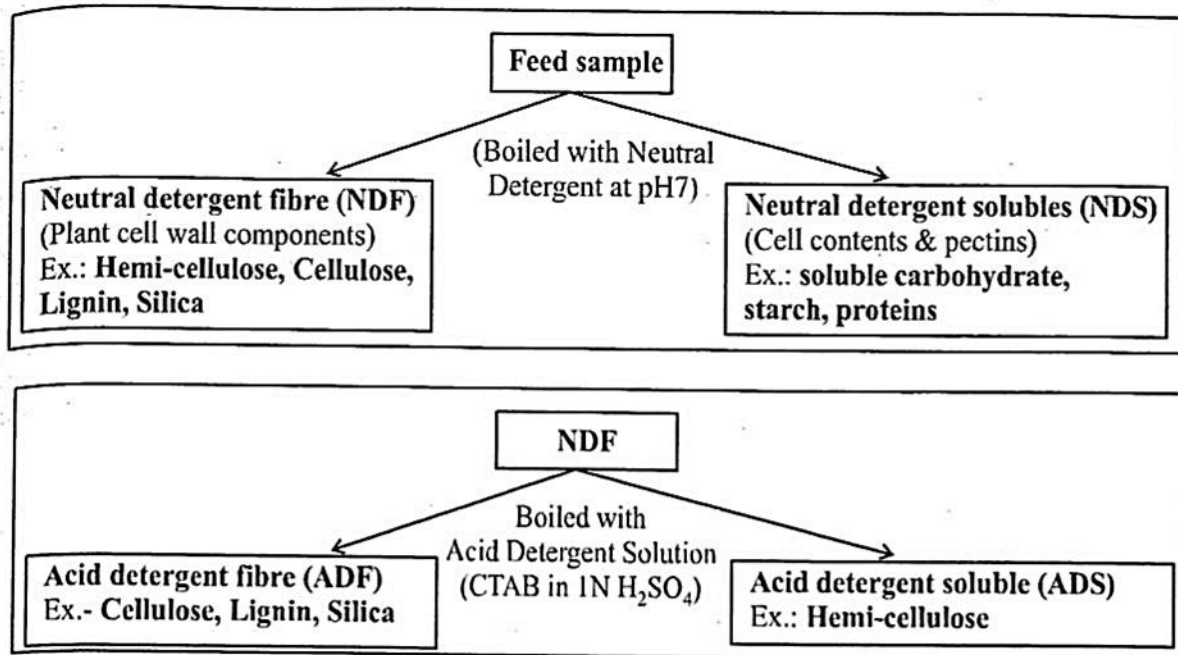 Feed sample
(Boiled with Neutral
Detergent at pH7)
Neutral detergent fibre (NDF)
(Plant cell wall components)
Ex.: Hemi-cellulose, Cellulose,
Lignin, Silica
Neutral detergent solubles (NDS)
(Cell contents & pectins)
Ex.: soluble carbohydrate,
starch, proteins
NDF
Boiled with
Acid Detergent Solution
(CTAB in 1N H₂SO₄)
Acid detergent fibre (ADF)
Ex.- Cellulose, Lignin, Silica
Acid detergent soluble (ADS)
Ex.: Hemi-cellulose